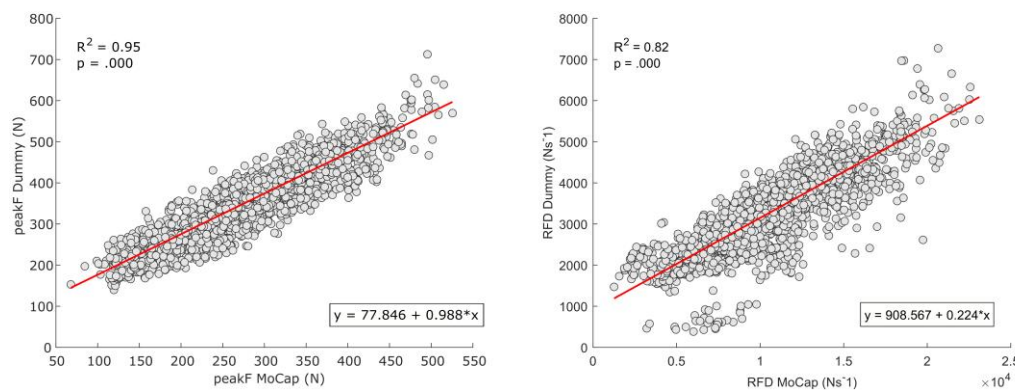 800
700
600
500
400
300
200
100
0
peakF Dummy (N)
R² = 0.95
p = .000
y = 77.846 + 0.988*x
50 100 150 200 250 300 350 400 450 500 550
peakF MoCap (N)
8000
7000
6000
5000
4000
3000
2000
1000
0
RFD Dummy (Ns⁻¹)
R² = 0.82
p = .000
y = 908.567 + 0.224*x
0 0.5 1 1.5 2 2.5
×10⁴
RFD MoCap (Ns⁻¹)